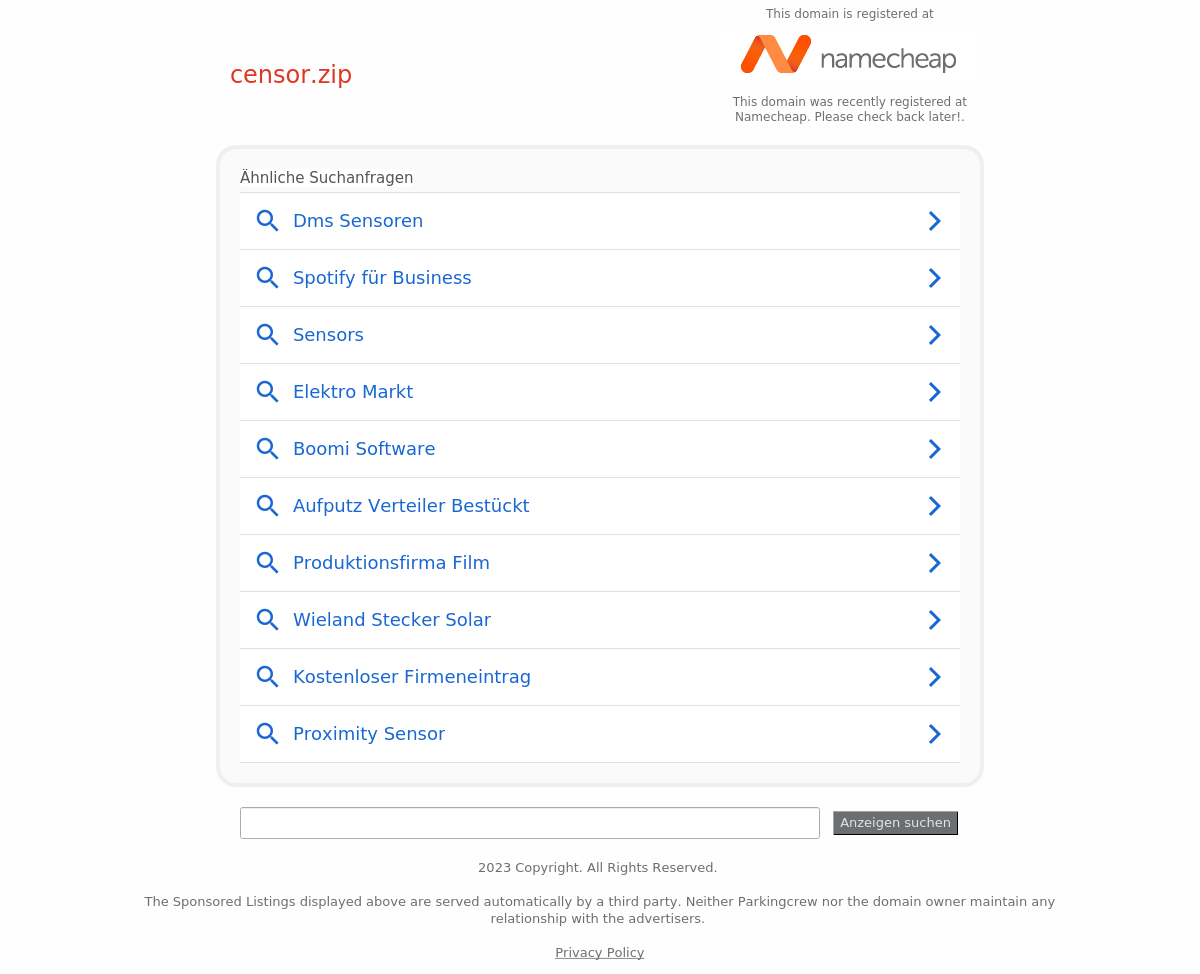 This domain is registered at
namecheap
censor.zip
This domain was recently registered at
Namecheap. Please check back later!.
Ähnliche Suchanfragen
Dms Sensoren
Spotify für Business
Sensors
Elektro Markt
Boomi Software
Aufputz Verteiler Bestückt
Produktionsfirma Film
Wieland Stecker Solar
Kostenloser Firmeneintrag
Proximity Sensor
Anzeigen suchen
2023 Copyright. All Rights Reserved.
The Sponsored Listings displayed above are served automatically by a third party. Neither Parkingcrew nor the domain owner maintain any
relationship with the advertisers.
Privacy Policy